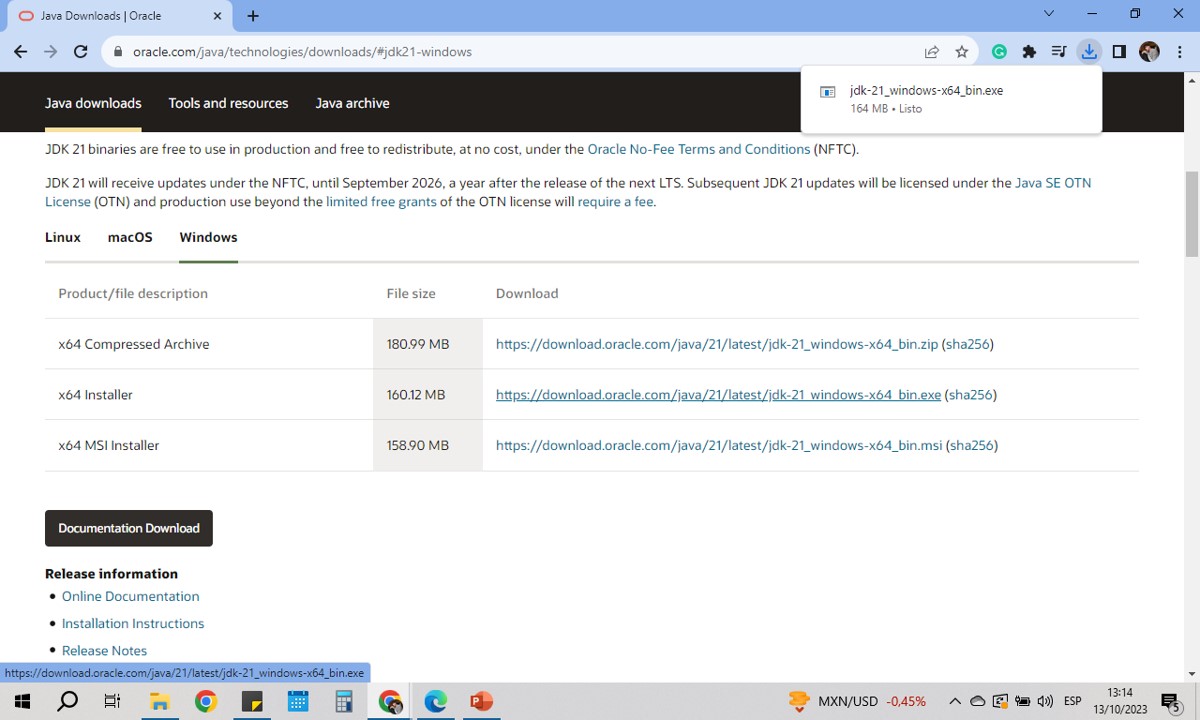 Java Downloads | Oracle
oracle.com/java/technologies/downloads/#jdk21-windows
jdk-21_windows-x64_bin.exe
164 MB • Listo
Java downloads Tools and resources Java archive
JDK 21 binaries are free to use in production and free to redistribute, at no cost, under the Oracle No-Fee Terms and Conditions (NFTC).
JDK 21 will receive updates under the NFTC, until September 2026, a year after the release of the next LTS. Subsequent JDK 21 updates will be licensed under the Java SE OTN
License (OTN) and production use beyond the limited free grants of the OTN license will require a fee.
Linux macOS Windows
Product/file description File size Download
x64 Compressed Archive 180.99 MB https://download.oracle.com/java/21/latest/jdk-21_windows-x64_bin.zip (sha256)
x64 Installer 160.12 MB https://download.oracle.com/java/21/latest/jdk-21_windows-x64_bin.exe (sha256)
x64 MSI Installer 158.90 MB https://download.oracle.com/java/21/latest/jdk-21_windows-x64_bin.msi (sha256)
Documentation Download
Release information
• Online Documentation
• Installation Instructions
• Release Notes
https://download.oracle.com/java/21/latest/jdk-21_windows-x64_bin.exe
MXN/USD -0,45% ESP 13:14
13/10/2023 5